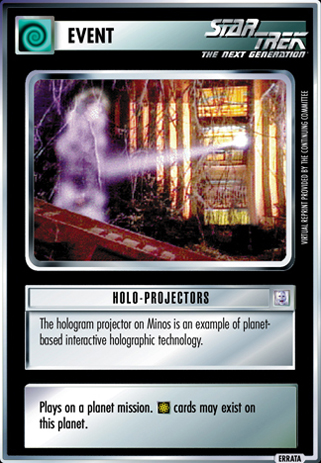 EVENT
STAR TREK
THE NEXT GENERATION
VIRTUAL REPRINT PROVIDED BY THE CONTINUING COMMITTEE
HOLO-PROJECTORS
The hologram projector on Minos is an example of planet-
based interactive holographic technology.
Plays on a planet mission. cards may exist on
this planet.
ERRATA